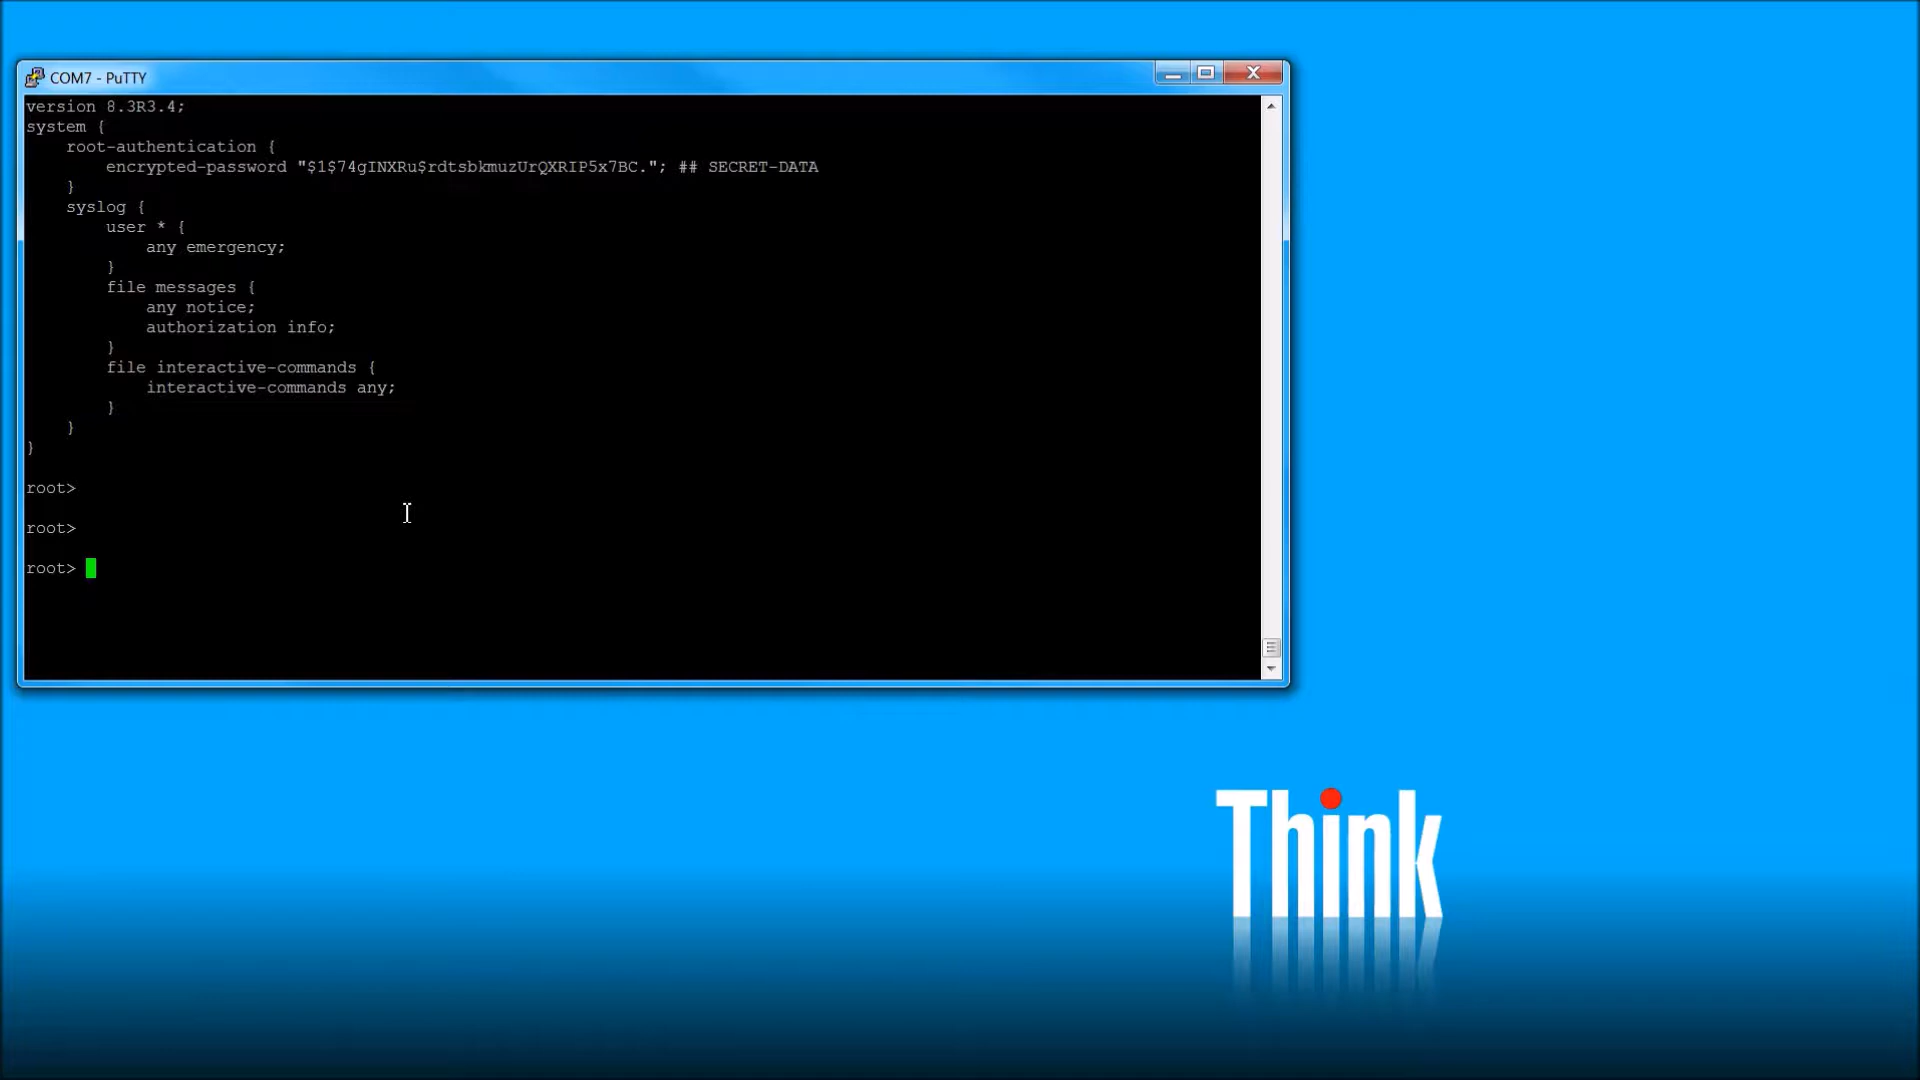 COM7 - PuTTY
version 8.3R3.4;
system {
    root-authentication {
        encrypted-password "$1$74gINXRu$rdtsbkmuzUrQXRIP5x7BC."; ## SECRET-DATA
    }
    syslog {
        user * {
            any emergency;
        }
        file messages {
            any notice;
            authorization info;
        }
        file interactive-commands {
            interactive-commands any;
        }
    }
}
root>
root>
root>
Think